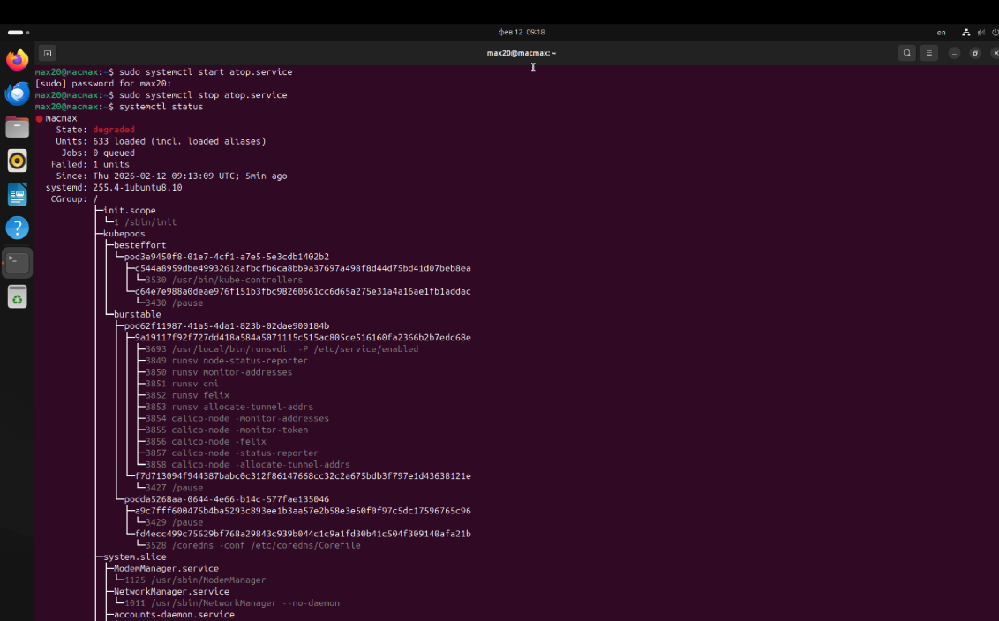 фев 12 09:18
en
max20@macmax: ~
max20@macmax:~$ sudo systemctl start atop.service
[sudo] password for max20:
max20@macmax:~$ sudo systemctl stop atop.service
max20@macmax:~$ systemctl status
● macmax
State: degraded
Units: 633 loaded (incl. loaded aliases)
Jobs: 0 queued
Failed: 1 units
Since: Thu 2026-02-12 09:13:09 UTC; 5min ago
systemd: 255.4-1ubuntu8.10
CGroup: /
├─init.scope
│ └─1 /sbin/init
├─kubepods
│ ├─besteffort
│ │ └─pod3a9450f8-01e7-4cf1-a7e5-5e3cdb1402b2
│ │   ├─c544a8959dbe49932612afbcfb6ca8bb9a37697a498f8d44d75bd41d07beb8ea
│ │   │ └─3530 /usr/bin/kube-controllers
│ │   └─c64e7e988a0deae976f151b3fbc98260661cc6d65a275e31a4a16ae1fb1addac
│ │     └─3430 /pause
│ └─burstable
│   ├─pod62f11987-41a5-4da1-823b-02dae900184b
│   │ ├─9a19117f92f727dd418a584a5071115c515ac805ce516160fa2366b2b7edc68e
│   │ │ ├─3693 /usr/local/bin/runsvdir -P /etc/service/enabled
│   │ │ ├─3849 runsv node-status-reporter
│   │ │ ├─3850 runsv monitor-addresses
│   │ │ ├─3851 runsv cni
│   │ │ ├─3852 runsv felix
│   │ │ ├─3853 runsv allocate-tunnel-addrs
│   │ │ ├─3854 calico-node -monitor-addresses
│   │ │ ├─3855 calico-node -monitor-token
│   │ │ ├─3856 calico-node -felix
│   │ │ ├─3857 calico-node -status-reporter
│   │ │ └─3858 calico-node -allocate-tunnel-addrs
│   │ └─f7d713094f944387babc0c312f86147668cc32c2a675bdb3f797e1d43638121e
│   │   └─3427 /pause
│   └─podda5268aa-0644-4e66-b14c-577fae135046
│     ├─a9c7fff600475b4ba5293c893ee1b3aa57e2b58e3e50f0f97c5dc17596765c96
│     │ └─3429 /pause
│     └─fd4ecc499c75629bf768a29843c939b044c1c9a1fd30b41c504f309140afa21b
│       └─3528 /coredns -conf /etc/coredns/Corefile
├─system.slice
│ ├─ModemManager.service
│ │ └─1125 /usr/sbin/ModemManager
│ ├─NetworkManager.service
│ │ └─1011 /usr/sbin/NetworkManager --no-daemon
│ ├─accounts-daemon.service